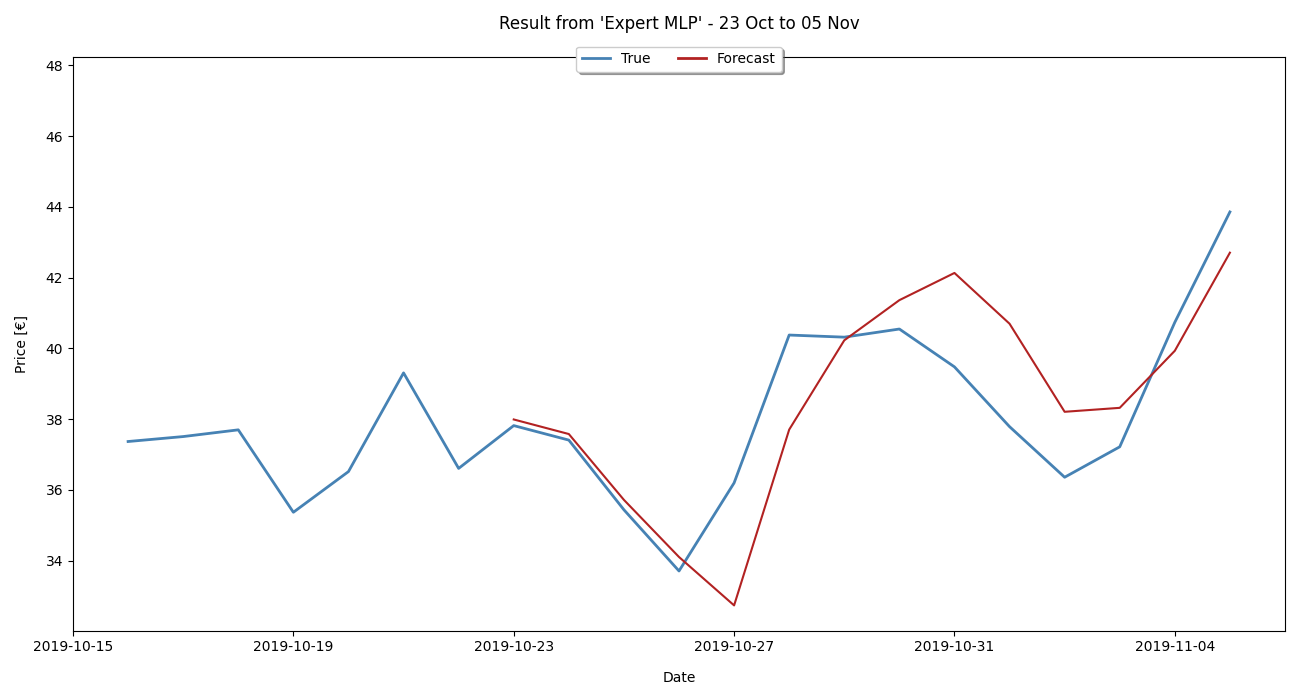 Result from 'Expert MLP' - 23 Oct to 05 Nov
True Forecast
48
46
44
42
40
38
36
34
Price [€]
2019-10-15 2019-10-19 2019-10-23 2019-10-27 2019-10-31 2019-11-04
Date